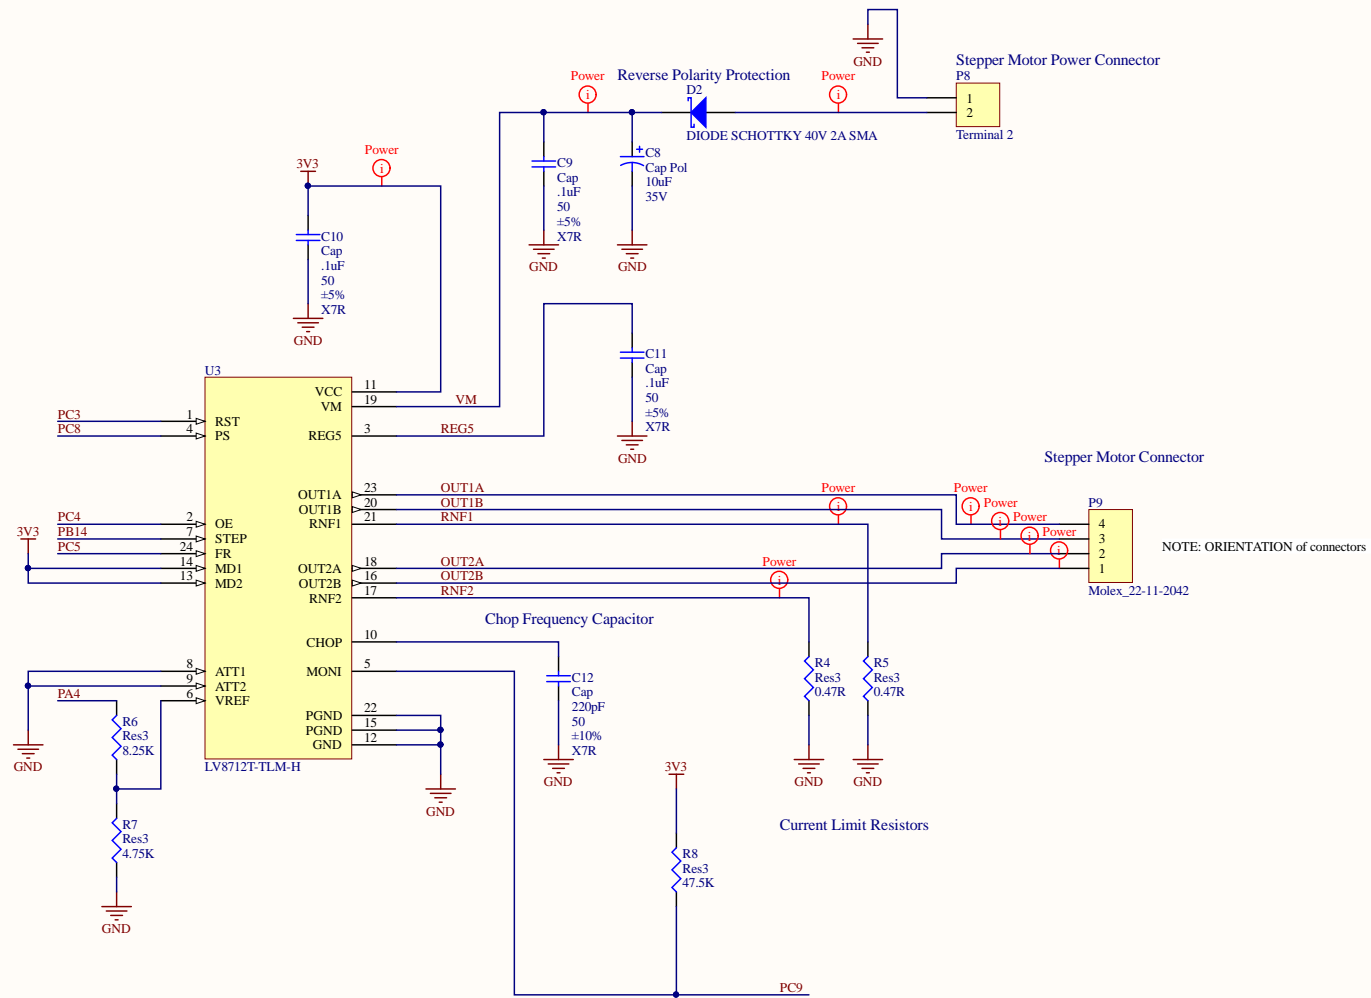 GND
Stepper Motor Power Connector
P8
1
2
Terminal 2
Power
Reverse Polarity Protection
Power
D2
DIODE SCHOTTKY 40V 2A SMA
C9
Cap
.1uF
50
±5%
X7R
GND
C8
Cap Pol
10uF
35V
GND
Power
3V3
C10
Cap
.1uF
50
±5%
X7R
GND
C11
Cap
.1uF
50
±5%
X7R
GND
U3
VCC 11
VM 19 VM
PC3 1 RST
PC8 4 PS
REG5 3 REG5
OUT1A 23 OUT1A
OUT1B 20 OUT1B
RNF1 21 RNF1
PC4 2 OE
PB14 7 STEP
PC5 24 FR
3V3
14 MD1
13 MD2
OUT2A 18 OUT2A
OUT2B 16 OUT2B
RNF2 17 RNF2
CHOP 10
MONI 5
8 ATT1
9 ATT2
PA4 6 VREF
PGND 22
PGND 15
GND 12
LV8712T-TLM-H
GND
GND
Stepper Motor Connector
Power
Power
Power
Power
Power
Power
P9
4
3
2
1
Molex_22-11-2042
NOTE: ORIENTATION of connectors
Chop Frequency Capacitor
C12
Cap
220pF
50
±10%
X7R
GND
R4
Res3
0.47R
GND
R5
Res3
0.47R
GND
Current Limit Resistors
R6
Res3
8.25K
R7
Res3
4.75K
GND
3V3
R8
Res3
47.5K
PC9